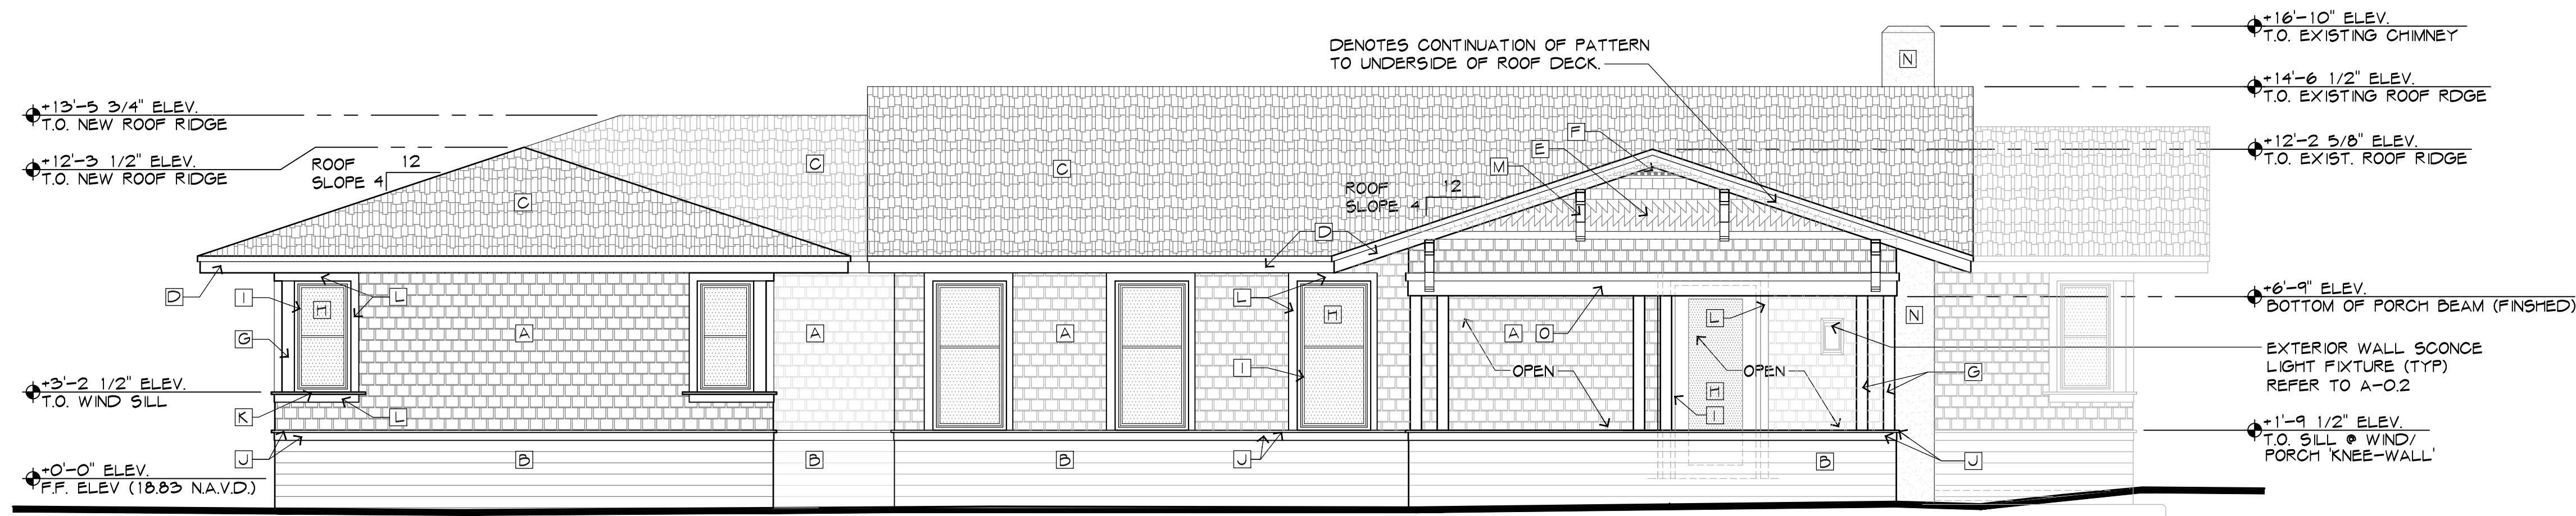 +16'-10" ELEV.
T.O. EXISTING CHIMNEY
DENOTES CONTINUATION OF PATTERN
TO UNDERSIDE OF ROOF DECK.
N
+14'-6 1/2" ELEV.
T.O. EXISTING ROOF RDGE
+13'-5 3/4" ELEV.
T.O. NEW ROOF RIDGE
+12'-3 1/2" ELEV.
T.O. NEW ROOF RIDGE
ROOF
SLOPE 4
12
C
C
C
F
E
M
+12'-2 5/8" ELEV.
T.O. EXIST. ROOF RIDGE
ROOF
SLOPE 4
12
D
D
I
H
L
G
A
A
A
L
H
I
A
O
L
N
+6'-9" ELEV.
BOTTOM OF PORCH BEAM (FINSHED)
EXTERIOR WALL SCONCE
LIGHT FIXTURE (TYP)
REFER TO A-0.2
OPEN
OPEN
H
I
G
+3'-2 1/2" ELEV.
T.O. WIND SILL
K
L
J
B
B
B
J
B
J
+1'-9 1/2" ELEV.
T.O. SILL @ WIND/
PORCH 'KNEE-WALL'
+0'-0" ELEV.
F.F. ELEV (18.83 N.A.V.D.)